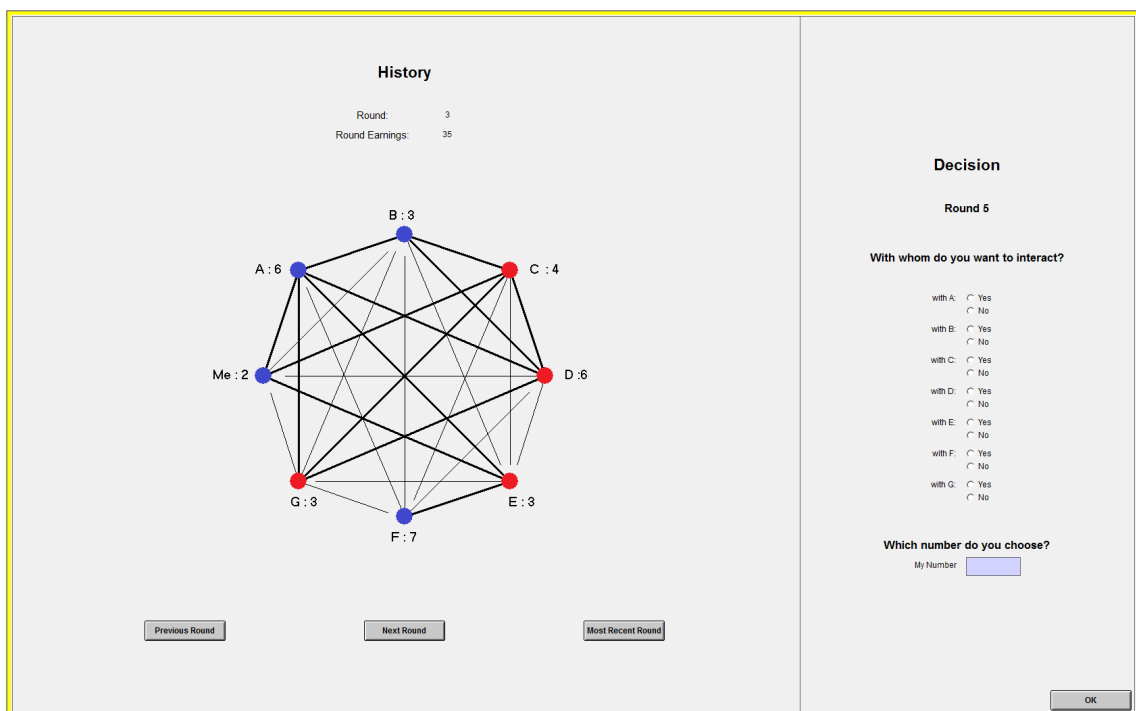 History
Round: 3
Round Earnings: 35
B : 3
A : 6
C : 4
Me : 2
D :6
G : 3
E : 3
F : 7
Previous Round
Next Round
Most Recent Round
Decision
Round 5
With whom do you want to interact?
with A: Yes
No
with B: Yes
No
with C: Yes
No
with D: Yes
No
with E: Yes
No
with F: Yes
No
with G: Yes
No
Which number do you choose?
My Number
OK